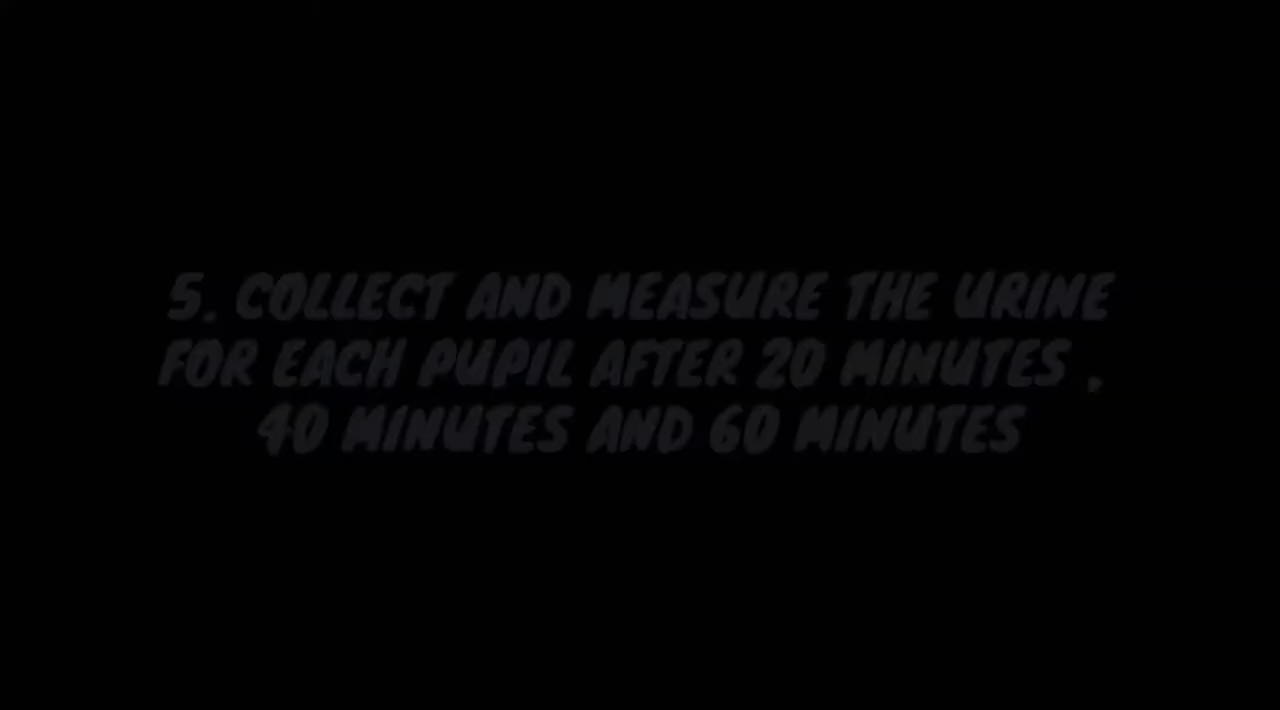 5. COLLECT AND MEASURE THE URINE
FOR EACH PUPIL AFTER 20 MINUTES ,
40 MINUTES AND 60 MINUTES